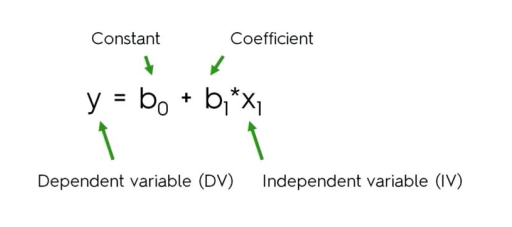 Constant Coefficient
y = b₀ + b₁*x₁
Dependent variable (DV) Independent variable (IV)